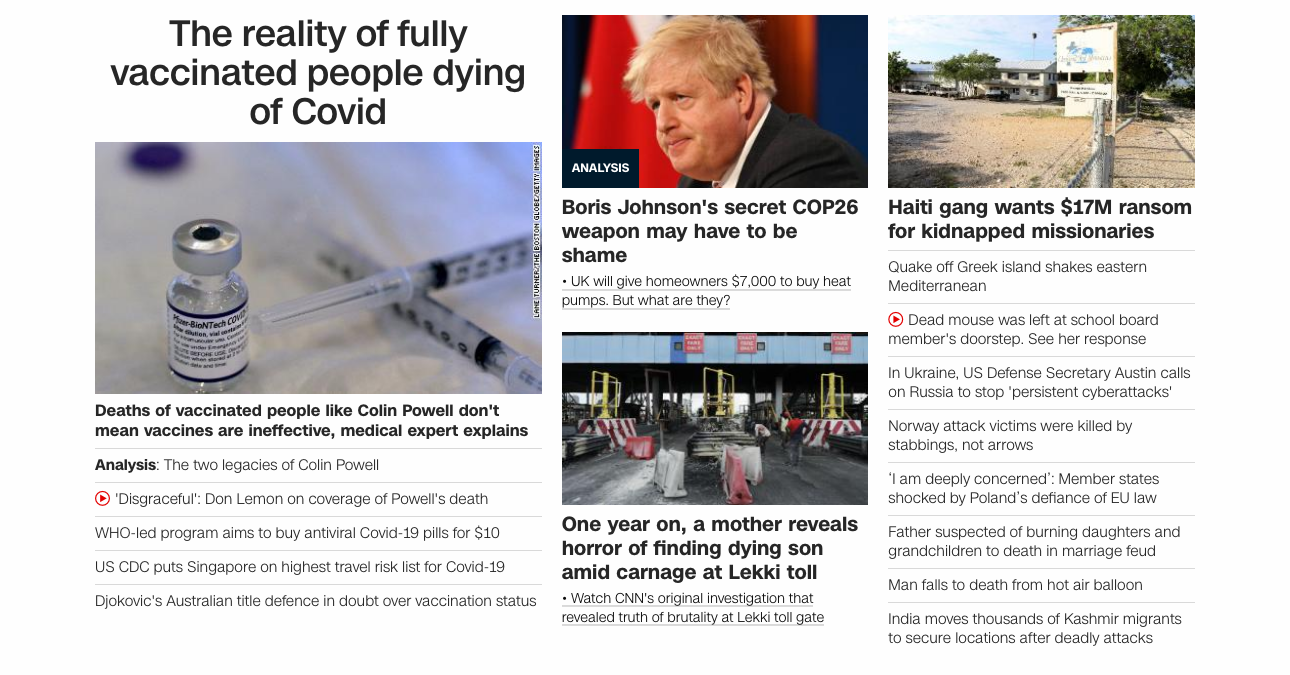 The reality of fully
vaccinated people dying
of Covid
LANE TURNER/THE BOSTON GLOBE/GETTY IMAGES
Pfizer-BioNTech COVID
Deaths of vaccinated people like Colin Powell don't
mean vaccines are ineffective, medical expert explains
Analysis: The two legacies of Colin Powell
'Disgraceful': Don Lemon on coverage of Powell's death
WHO-led program aims to buy antiviral Covid-19 pills for $10
US CDC puts Singapore on highest travel risk list for Covid-19
Djokovic's Australian title defence in doubt over vaccination status
ANALYSIS
Boris Johnson's secret COP26
weapon may have to be
shame
• UK will give homeowners $7,000 to buy heat
pumps. But what are they?
One year on, a mother reveals
horror of finding dying son
amid carnage at Lekki toll
• Watch CNN's original investigation that
revealed truth of brutality at Lekki toll gate
Haiti gang wants $17M ransom
for kidnapped missionaries
Quake off Greek island shakes eastern
Mediterranean
Dead mouse was left at school board
member's doorstep. See her response
In Ukraine, US Defense Secretary Austin calls
on Russia to stop 'persistent cyberattacks'
Norway attack victims were killed by
stabbings, not arrows
‘I am deeply concerned’: Member states
shocked by Poland’s defiance of EU law
Father suspected of burning daughters and
grandchildren to death in marriage feud
Man falls to death from hot air balloon
India moves thousands of Kashmir migrants
to secure locations after deadly attacks